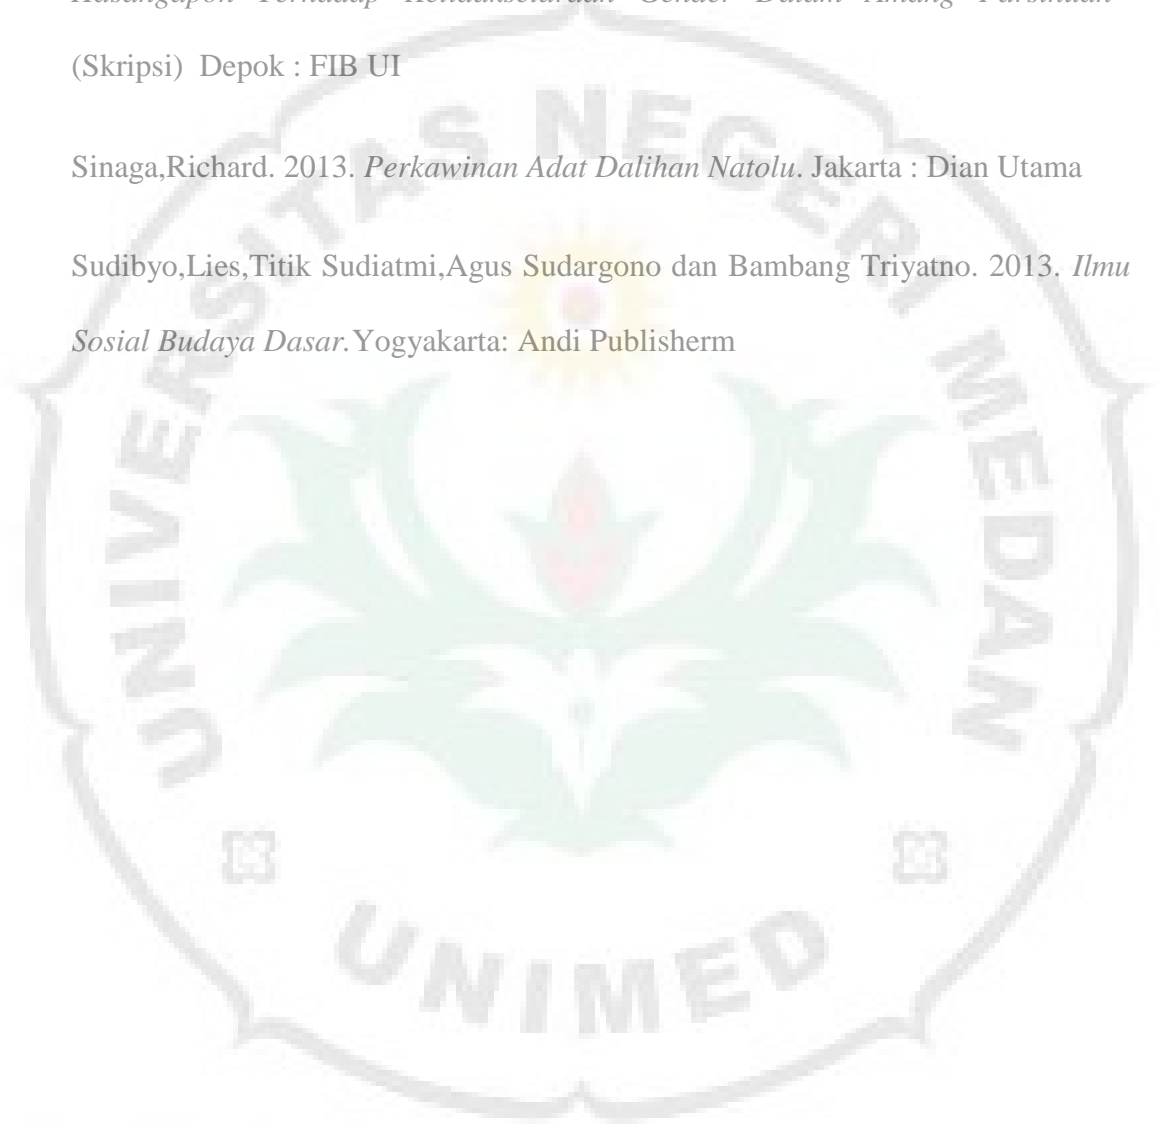 Terhadap Ketidaksetaraan Gender Dalam Amang Parsinuan
(Skripsi) Depok : FIB UI
Sinaga,Richard. 2013. Perkawinan Adat Dalihan Natolu. Jakarta : Dian Utama
Sudibyo,Lies,Titik Sudiatmi,Agus Sudargono dan Bambang Triyatno. 2013. Ilmu
Sosial Budaya Dasar.Yogyakarta: Andi Publisherm
UNIVERSITAS NEGERI MEDAN
UNIMED